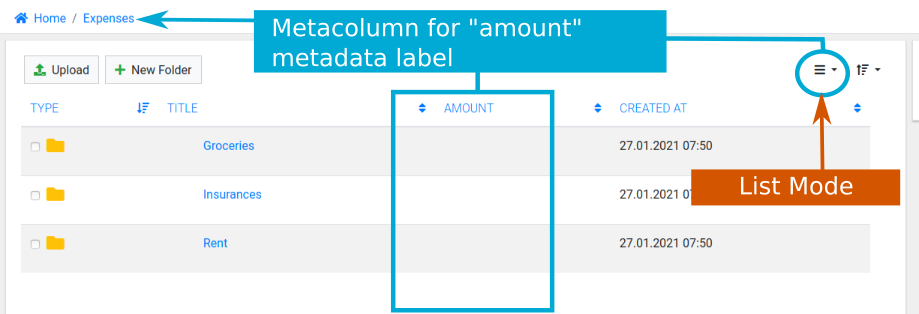 Home / Expenses
Metacolumn for "amount"
metadata label
Upload
New Folder
TYPE TITLE AMOUNT CREATED AT
Groceries 27.01.2021 07:50
Insurances 27.01.2021
List Mode
Rent 27.01.2021 07:50